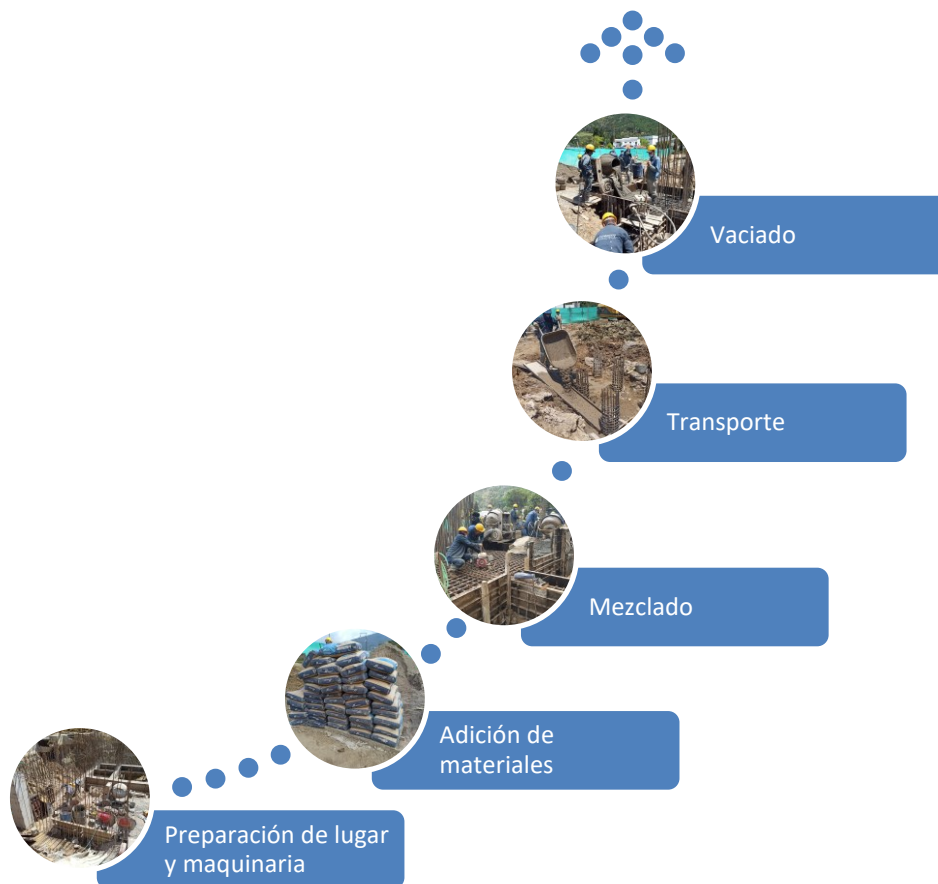 Vaciado
Transporte
Mezclado
Adición de
materiales
Preparación de lugar
y maquinaria